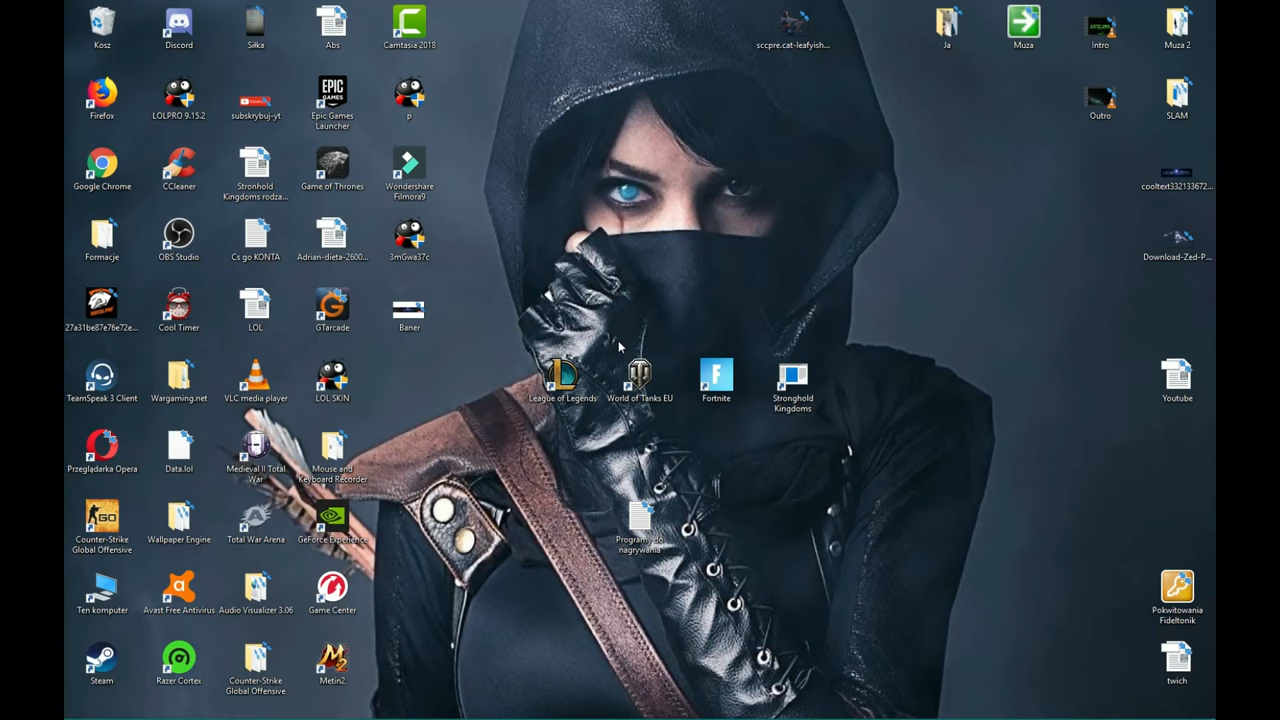 Kosz
Discord
Siłka
Abs
Camtasia 2018
sccpre.cat-leafyish...
Ja
Muza
Intro
Muza 2
Firefox
LOLPRO 9.15.2
subskrybuj-yt
EPIC
GAMES
Epic Games
Launcher
p
Outro
SLAM
Google Chrome
CCleaner
Stronhold
Kingdoms rodza...
Game of Thrones
Wondershare
Filmora9
cooltext332133672...
Formacje
OBS Studio
Cs go KONTA
Adrian-dieta-2600...
3mGwa37c
Download-Zed-P...
27a31be87e76e72e...
Cool Timer
LOL
GTarcade
Baner
TeamSpeak 3 Client
Wargaming.net
VLC media player
LOL SKIN
League of Legends
World of Tanks EU
Fortnite
Stronghold
Kingdoms
Youtube
Przeglądarka Opera
Data.lol
Medieval II Total
War
Mouse and
Keyboard Recorder
GO
Counter-Strike
Global Offensive
Wallpaper Engine
Total War Arena
GeForce Experience
Programy do
nagrywania
Ten komputer
Avast Free Antivirus
Audio Visualizer 3.06
Game Center
Pokwitowania
Fideltonik
Steam
Razer Cortex
Counter-Strike
Global Offensive
Metin2
twich